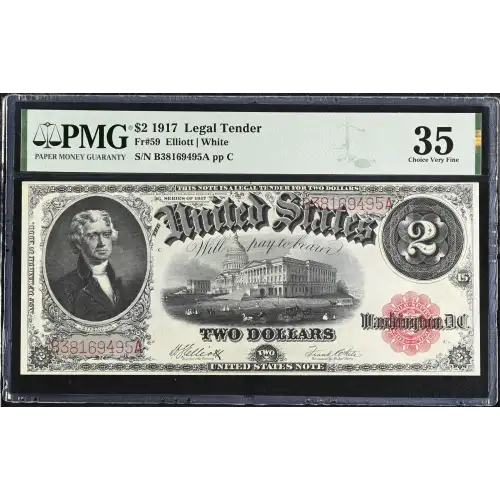 PMG
PAPER MONEY GUARANTY
$2 1917 Legal Tender
Fr#59 Elliott | White
S/N B38169495A pp C
35
Choice Very Fine
THIS NOTE IS A LEGAL TENDER FOR TWO DOLLARS
SERIES OF 1917
B38169495A
United States
Will pay to bearer
2
TWO DOLLARS
Washington, D.C.
B38169495A
TWO
UNITED STATES NOTE